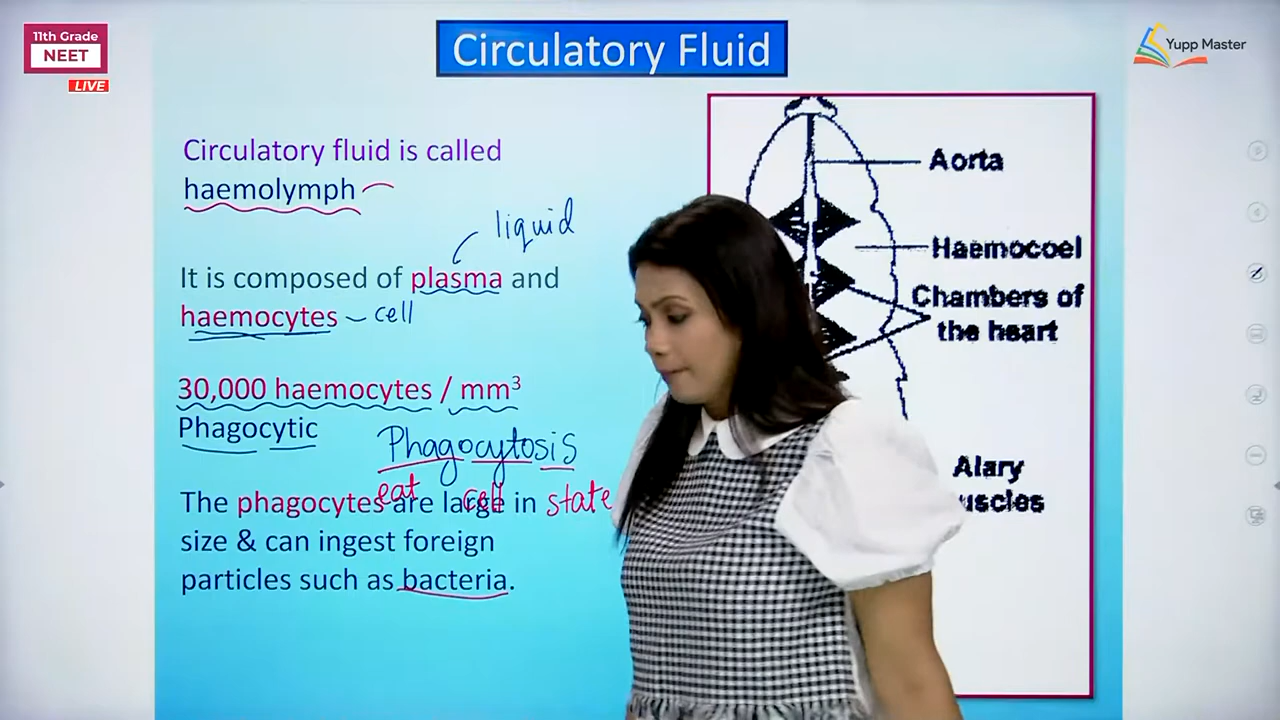 11th Grade
NEET
LIVE
Circulatory Fluid
Yupp Master
Circulatory fluid is called
haemolymph
liquid
It is composed of plasma and
haemocytes – cell
30,000 haemocytes / mm³
Phagocytic
Phagocytosis
eat cell state
The phagocytes are large in
size & can ingest foreign
particles such as bacteria.
Aorta
Haemocoel
Chambers of
the heart
Alary
uscles